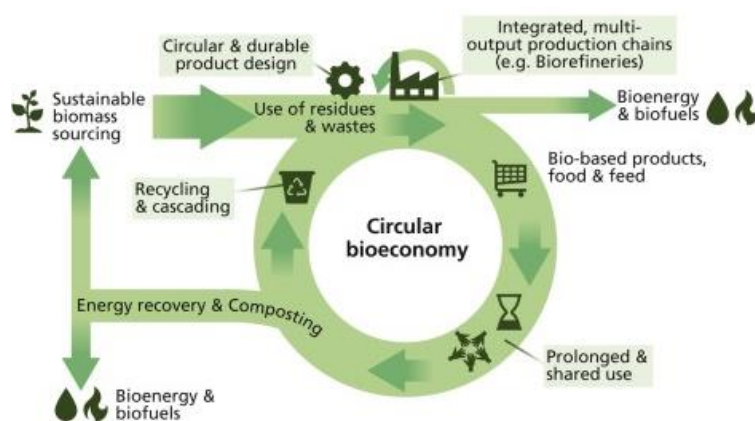 Circular & durable
product design
Integrated, multi-
output production chains
(e.g. Biorefineries)
Sustainable
biomass
sourcing
Use of residues
& wastes
Bioenergy
& biofuels
Bio-based products,
food & feed
Recycling
& cascading
Circular
bioeconomy
Energy recovery & Composting
Prolonged &
shared use
Bioenergy &
biofuels